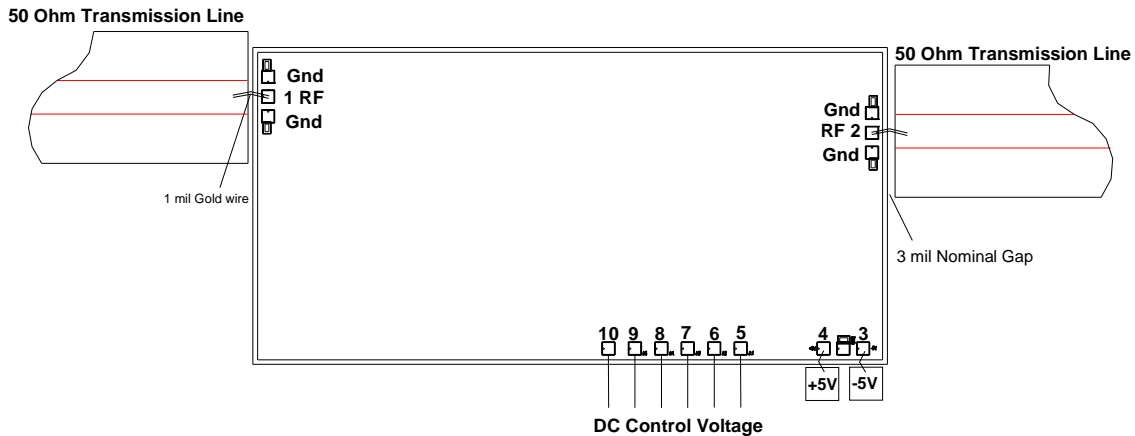 50 Ohm Transmission Line
50 Ohm Transmission Line
Gnd
1 RF
Gnd
Gnd
RF 2
Gnd
1 mil Gold wire
3 mil Nominal Gap
10 9 8 7 6 5 4 3
+5V -5V
DC Control Voltage